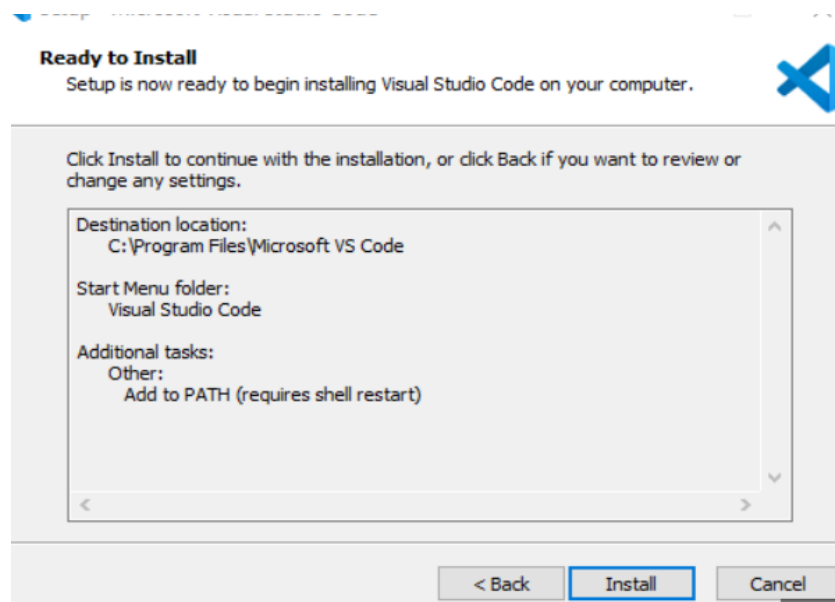 Ready to Install
Setup is now ready to begin installing Visual Studio Code on your computer.
Click Install to continue with the installation, or click Back if you want to review or
change any settings.
Destination location:
C:\Program Files\Microsoft VS Code
Start Menu folder:
Visual Studio Code
Additional tasks:
Other:
Add to PATH (requires shell restart)
< Back
Install
Cancel